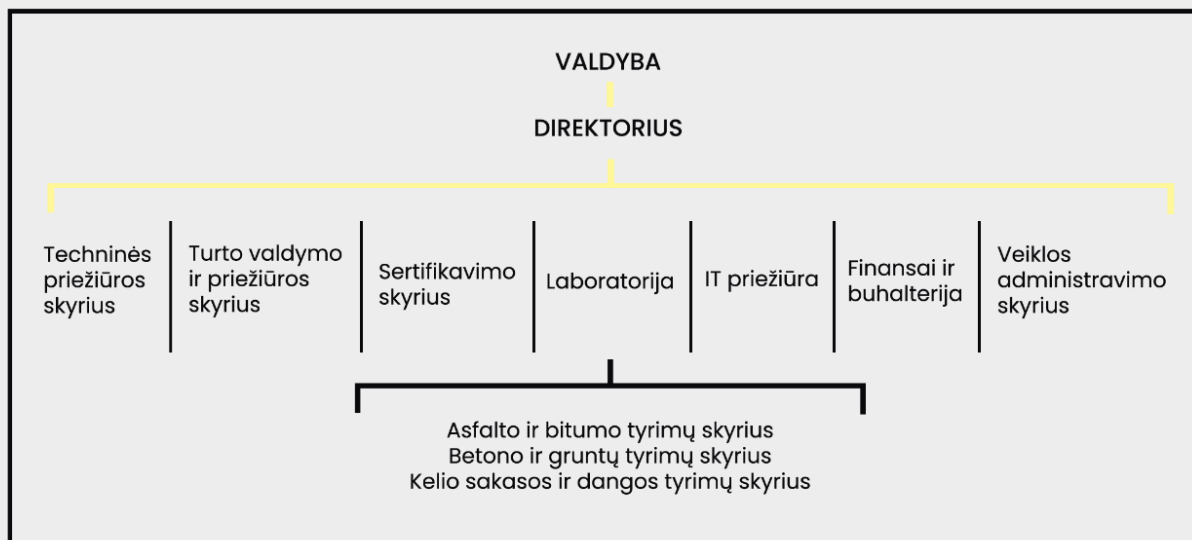 VALDYBA
DIREKTORIUS
Techninės
priežiūros
skyrius
Turto valdymo
ir priežiūros
skyrius
Sertifikavimo
skyrius
Laboratorija
IT priežiūra
Finansai ir
buhalterija
Veiklos
administravimo
skyrius
Asfalto ir bitumo tyrimų skyrius
Betono ir gruntų tyrimų skyrius
Kelio sakasos ir dangos tyrimų skyrius